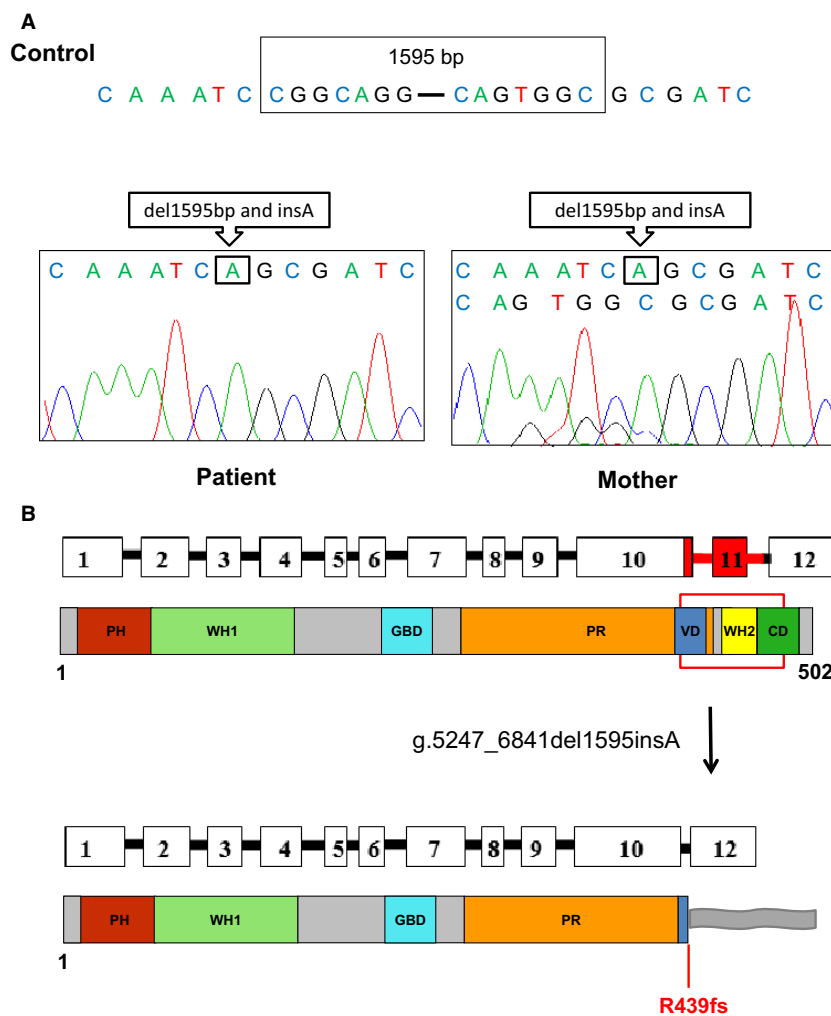 A
Control
1595 bp
C A A A T C C G G C A G G — C A G T G G C G C G A T C
del1595bp and insA
del1595bp and insA
C A A A T C A G C G A T C
C A A A T C A G C G A T C
C A G T G G C G C G A T C
Patient
Mother
B
1 2 3 4 5 6 7 8 9 10 11 12
PH WH1 GBD PR VD WH2 CD
1 502
g.5247_6841del1595insA
1 2 3 4 5 6 7 8 9 10 12
PH WH1 GBD PR
1
R439fs